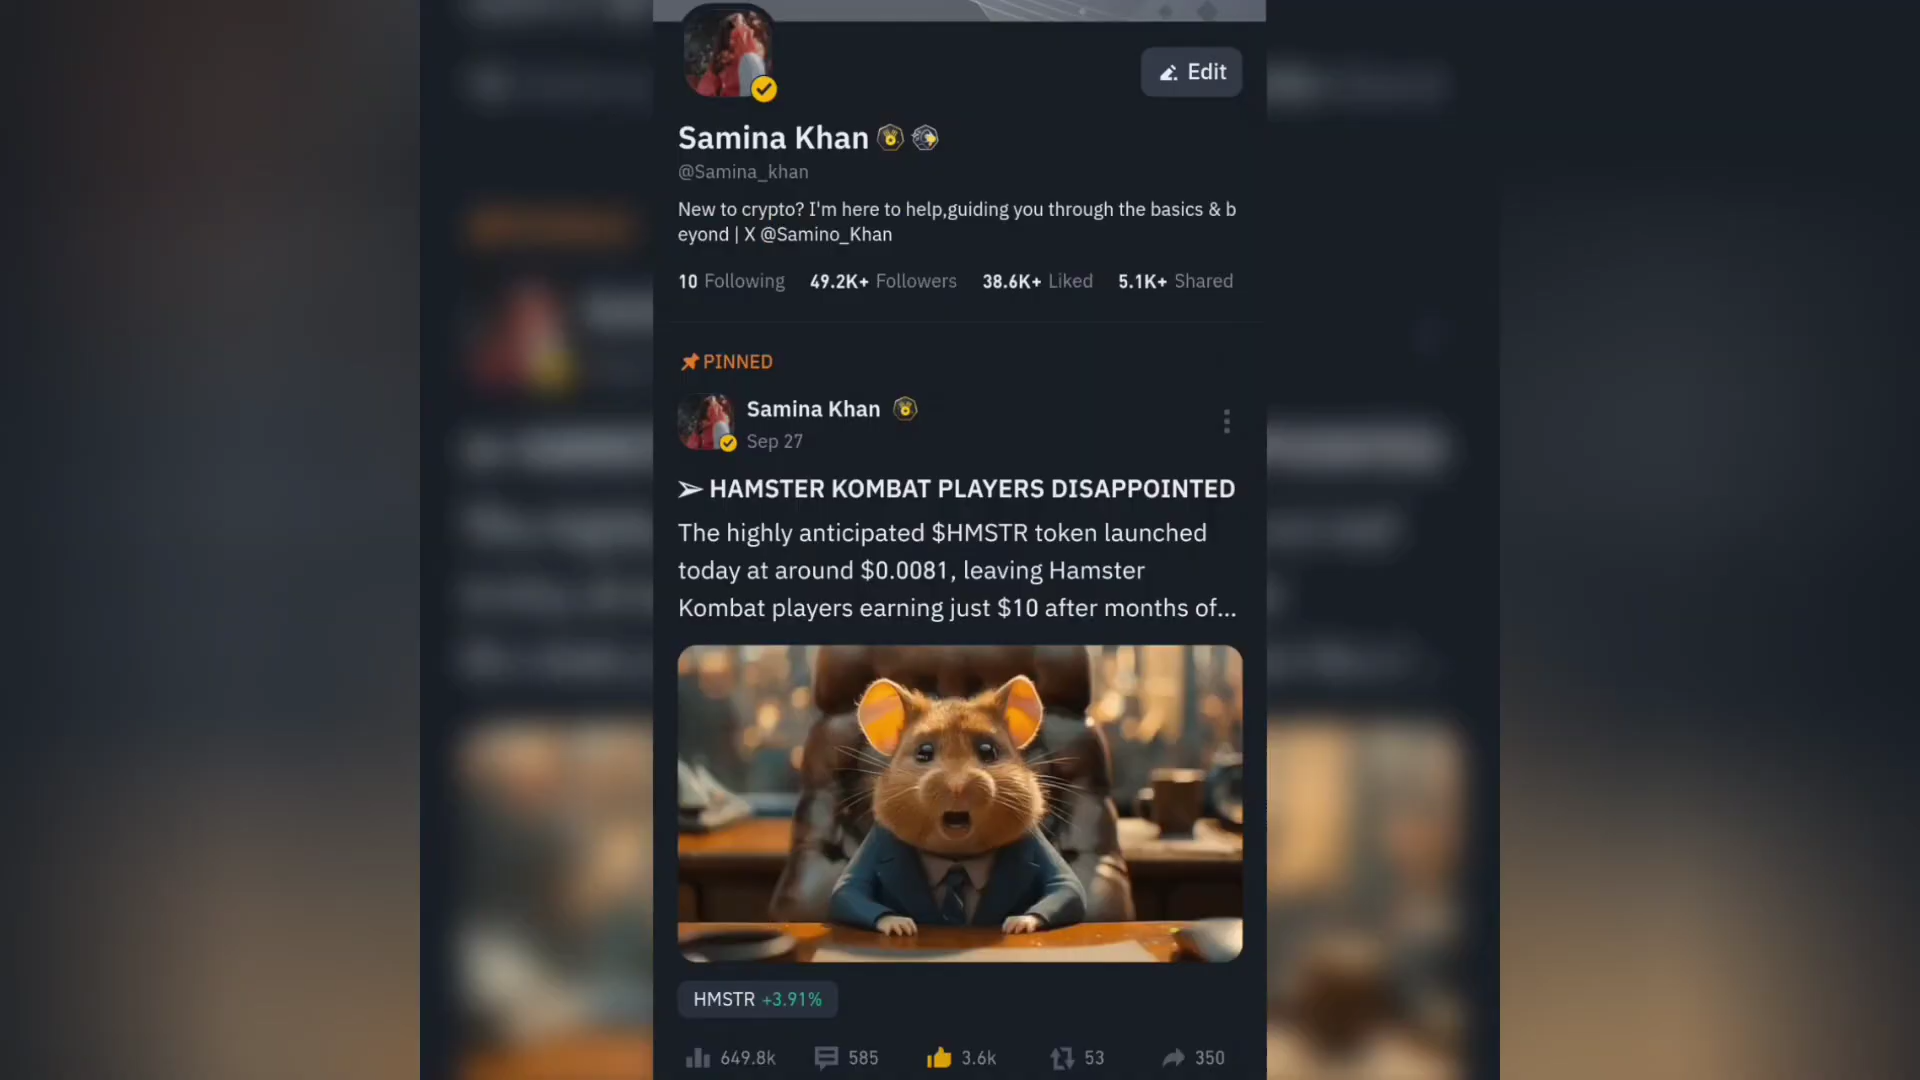 Edit
Samina Khan
@Samina_khan
New to crypto? I'm here to help,guiding you through the basics & b
eyond | X @Samino_Khan
10 Following 49.2K+ Followers 38.6K+ Liked 5.1K+ Shared
PINNED
Samina Khan
Sep 27
➢ HAMSTER KOMBAT PLAYERS DISAPPOINTED
The highly anticipated $HMSTR token launched
today at around $0.0081, leaving Hamster
Kombat players earning just $10 after months of...
HMSTR +3.91%
649.8k 585 3.6k 53 350